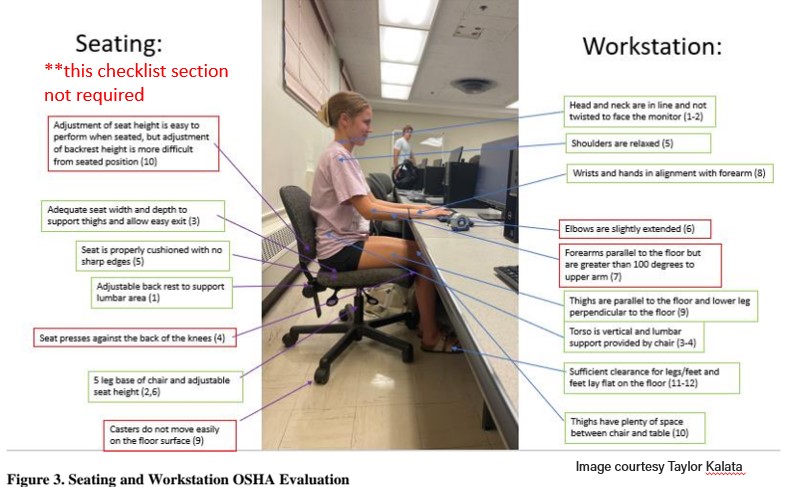 Seating:
**this checklist section
not required
Adjustment of seat height is easy to
perform when seated, but adjustment
of backrest height is more difficult
from seated position (10)
Adequate seat width and depth to
support thighs and allow easy exit (3)
Seat is properly cushioned with no
sharp edges (5)
Adjustable back rest to support
lumbar area (1)
Seat presses against the back of the knees (4)
5 leg base of chair and adjustable
seat height (2,6)
Casters do not move easily
on the floor surface (9)
Workstation:
Head and neck are in line and not
twisted to face the monitor (1-2)
Shoulders are relaxed (5)
Wrists and hands in alignment with forearm (8)
Elbows are slightly extended (6)
Forearms parallel to the floor but
are greater than 100 degrees to
upper arm (7)
Thighs are parallel to the floor and lower leg
perpendicular to the floor (9)
Torso is vertical and lumbar
support provided by chair (3-4)
Sufficient clearance for legs/feet and
feet lay flat on the floor (11-12)
Thighs have plenty of space
between chair and table (10)
Image courtesy Taylor Kalata
Figure 3. Seating and Workstation OSHA Evaluation